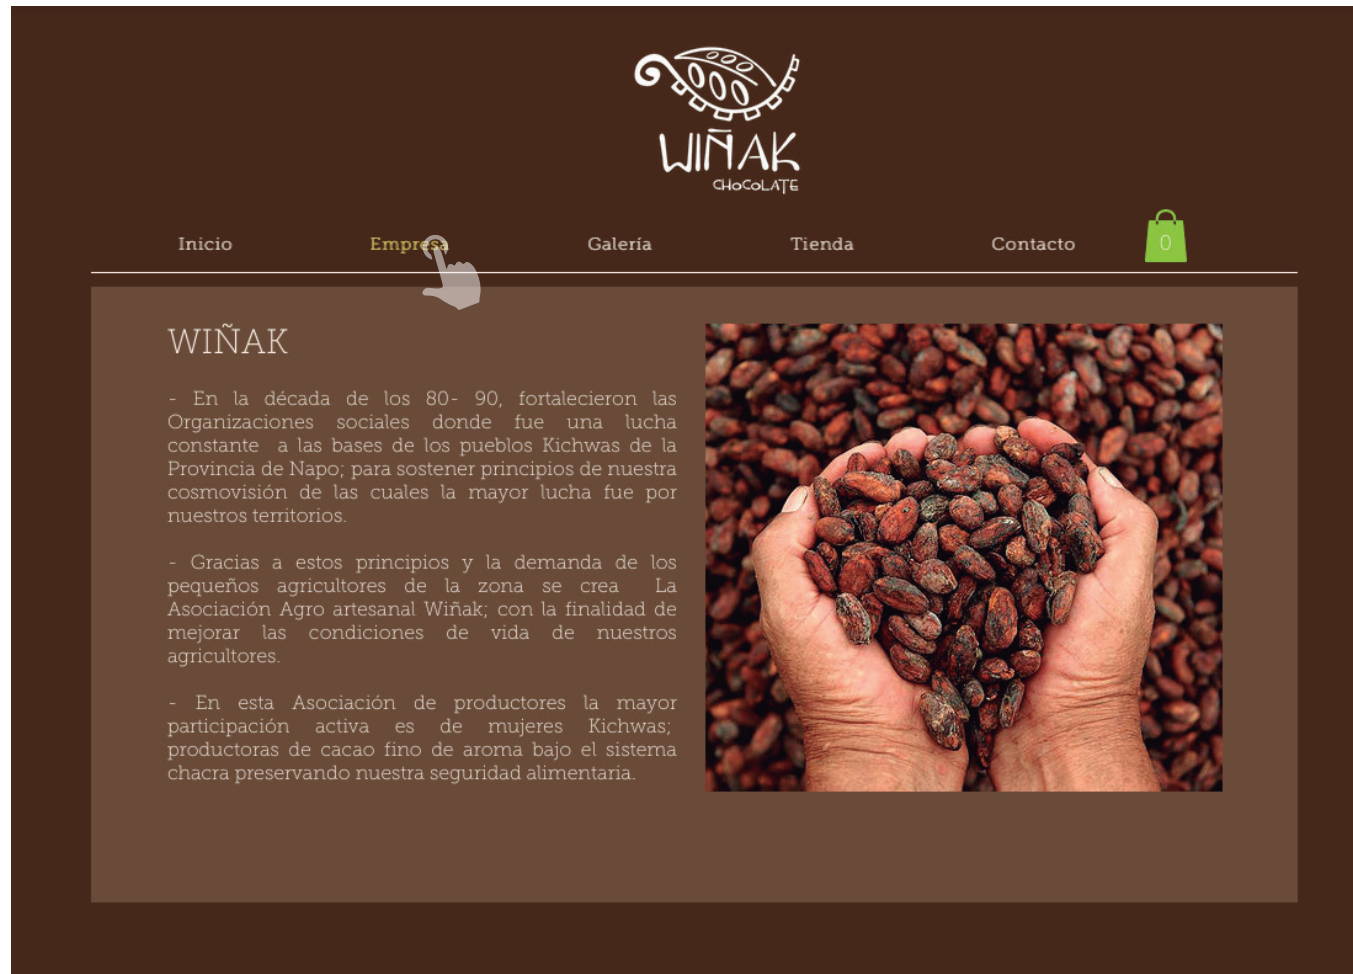 WIÑAK
CHOCOLATE
Inicio Empresa Galería Tienda Contacto 0
WIÑAK
- En la década de los 80- 90, fortalecieron las
Organizaciones sociales donde fue una lucha
constante a las bases de los pueblos Kichwas de la
Provincia de Napo; para sostener principios de nuestra
cosmovisión de las cuales la mayor lucha fue por
nuestros territorios.
- Gracias a estos principios y la demanda de los
pequeños agricultores de la zona se crea La
Asociación Agro artesanal Wiñak; con la finalidad de
mejorar las condiciones de vida de nuestros
agricultores.
- En esta Asociación de productores la mayor
participación activa es de mujeres Kichwas;
productoras de cacao fino de aroma bajo el sistema
chacra preservando nuestra seguridad alimentaria.